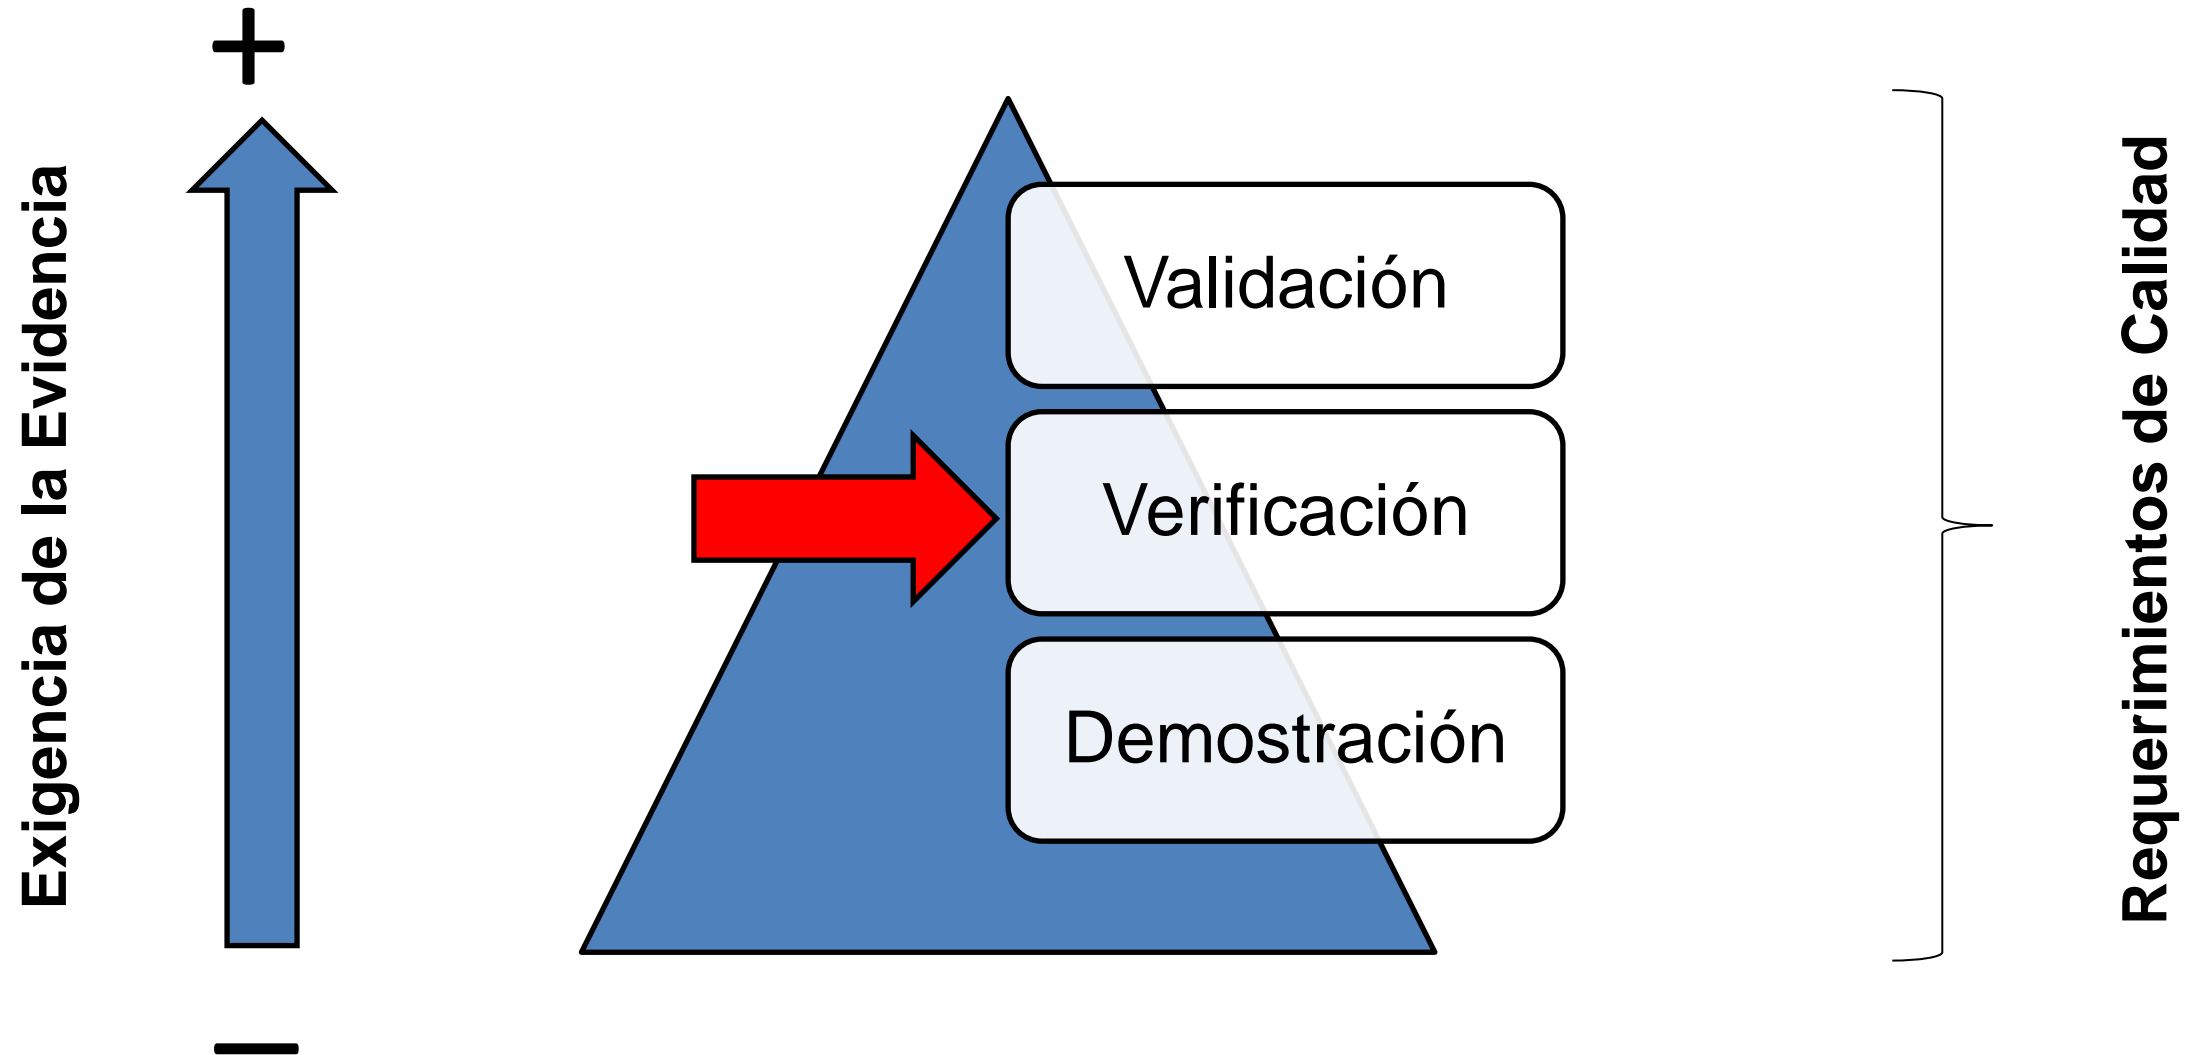 +
Exigencia de la Evidencia
Validación
Verificación
Demostración
Requerimientos de Calidad
–